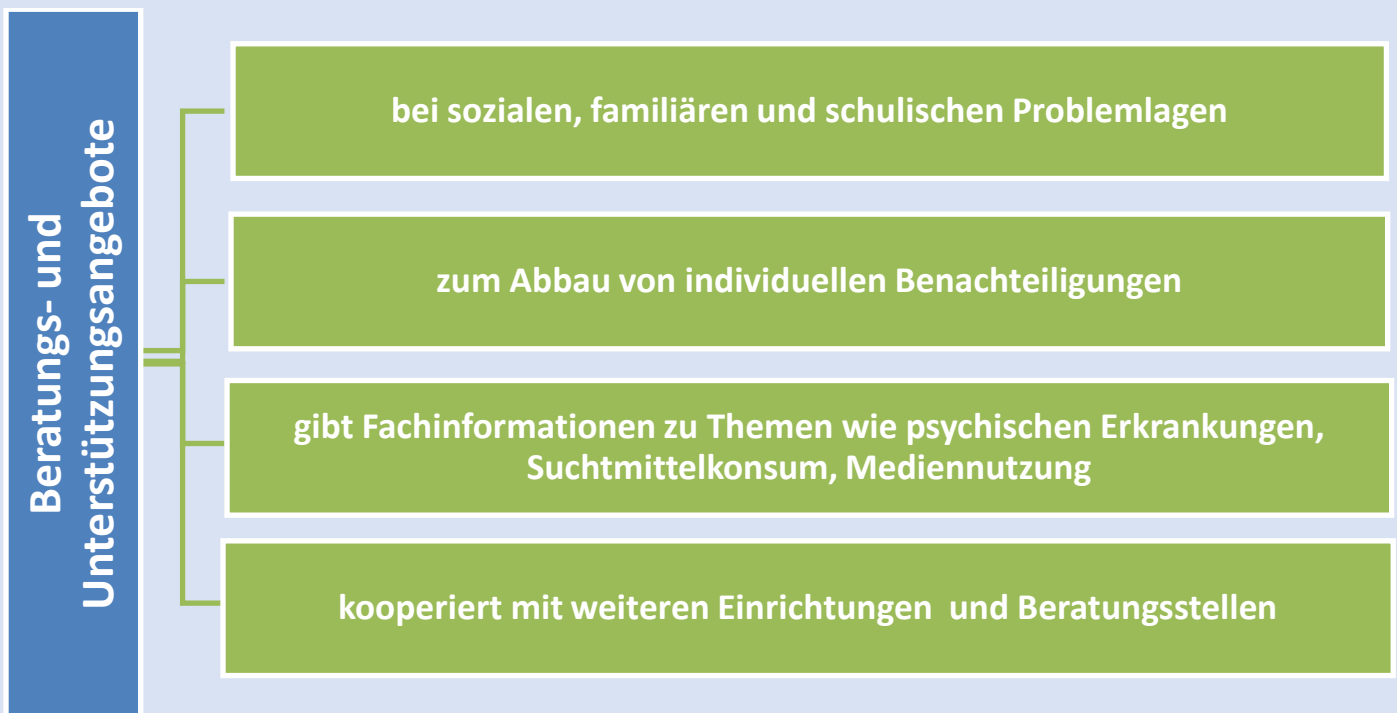 Beratungs- und
Unterstützungsangebote
bei sozialen, familiären und schulischen Problemlagen
zum Abbau von individuellen Benachteiligungen
gibt Fachinformationen zu Themen wie psychischen Erkrankungen,
Suchtmittelkonsum, Mediennutzung
kooperiert mit weiteren Einrichtungen  und Beratungsstellen